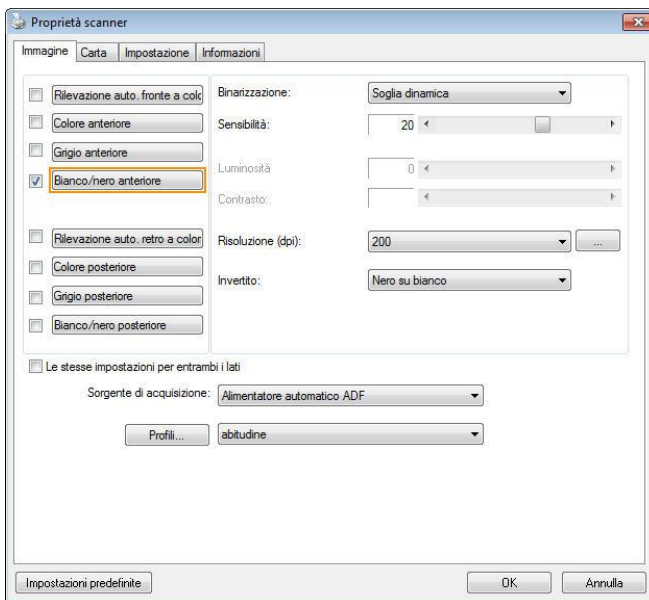 Proprietà scanner
Immagine Carta Impostazione Informazioni
Rilevazione auto. fronte a colo
Binarizzazione: Soglia dinamica
Colore anteriore
Sensibilità: 20
Grigio anteriore
Luminosità 0
Bianco/nero anteriore
Contrasto:
Rilevazione auto. retro a color
Risoluzione (dpi): 200 ...
Colore posteriore
Invertito: Nero su bianco
Grigio posteriore
Bianco/nero posteriore
Le stesse impostazioni per entrambi i lati
Sorgente di acquisizione: Alimentatore automatico ADF
Profili... abitudine
Impostazioni predefinite OK Annulla